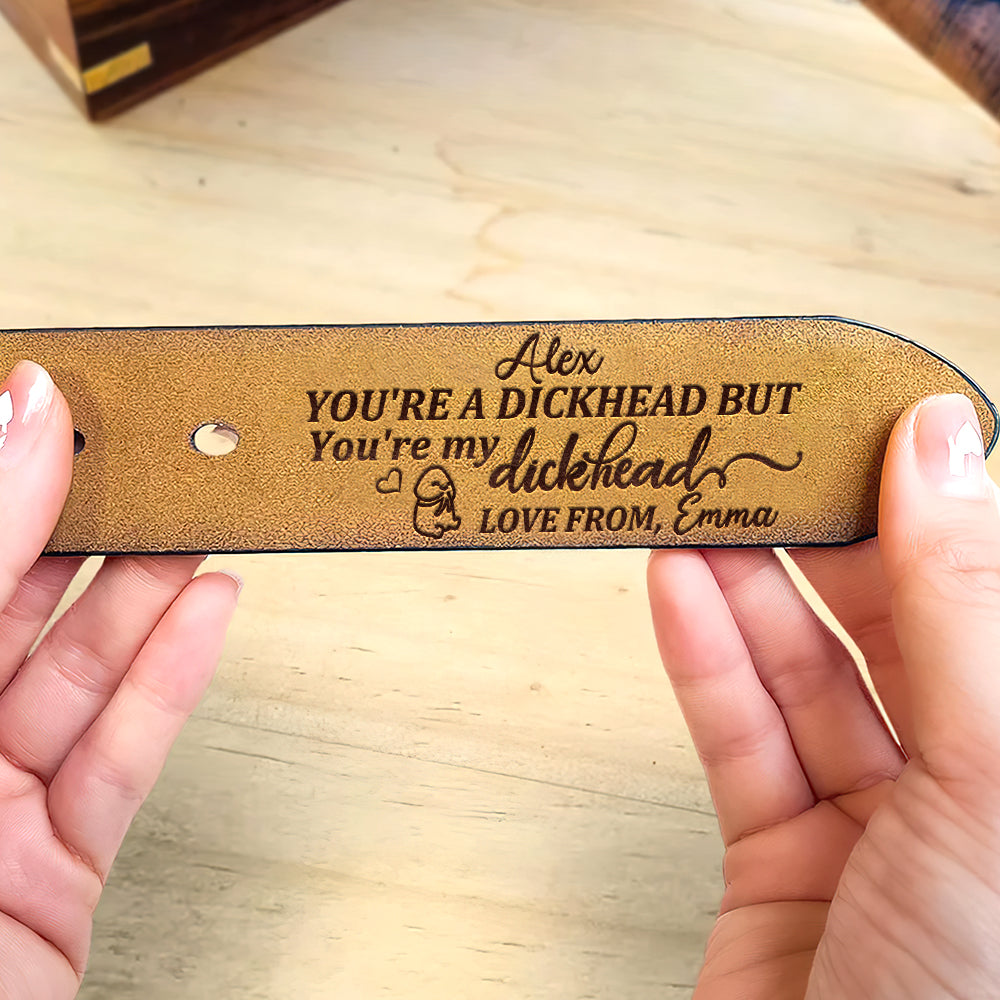 Alex
YOU'RE A DICKHEAD BUT
You're my dickhead
LOVE FROM, Emma